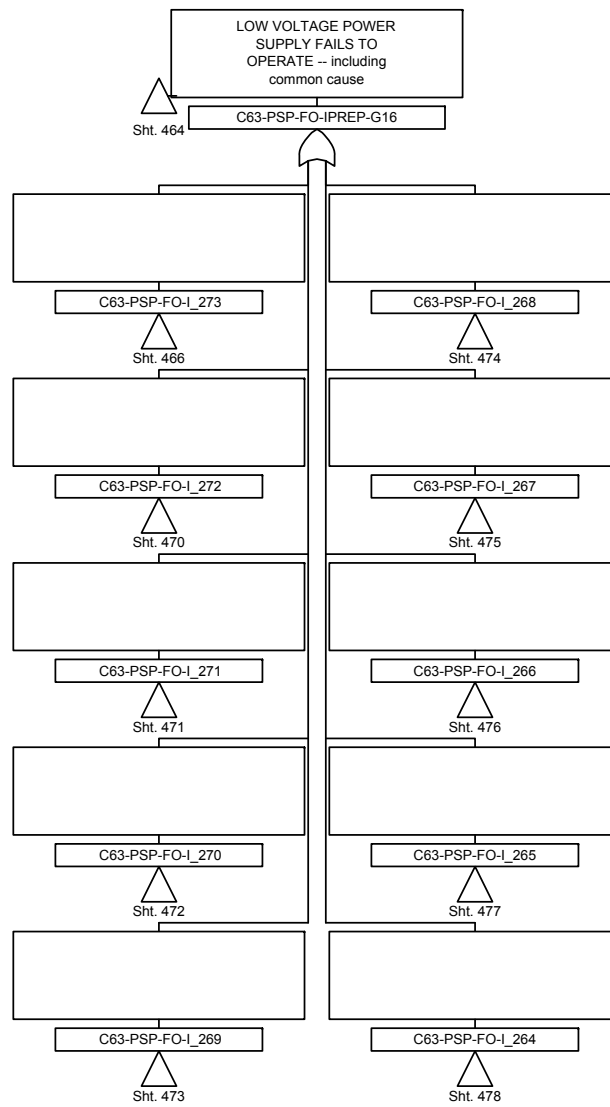 LOW VOLTAGE POWER
SUPPLY FAILS TO
OPERATE -- including
common cause
Sht. 464
C63-PSP-FO-IPREP-G16
C63-PSP-FO-I_273
C63-PSP-FO-I_268
Sht. 466
Sht. 474
C63-PSP-FO-I_272
C63-PSP-FO-I_267
Sht. 470
Sht. 475
C63-PSP-FO-I_271
C63-PSP-FO-I_266
Sht. 471
Sht. 476
C63-PSP-FO-I_270
C63-PSP-FO-I_265
Sht. 472
Sht. 477
C63-PSP-FO-I_269
C63-PSP-FO-I_264
Sht. 473
Sht. 478